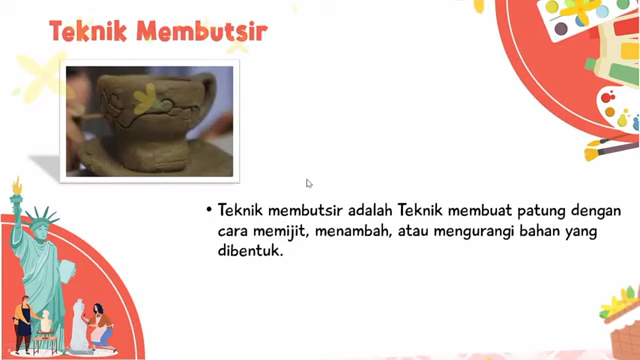 Teknik Membutsir
• Teknik membutsir adalah Teknik membuat patung dengan
cara memijit, menambah, atau mengurangi bahan yang
dibentuk.